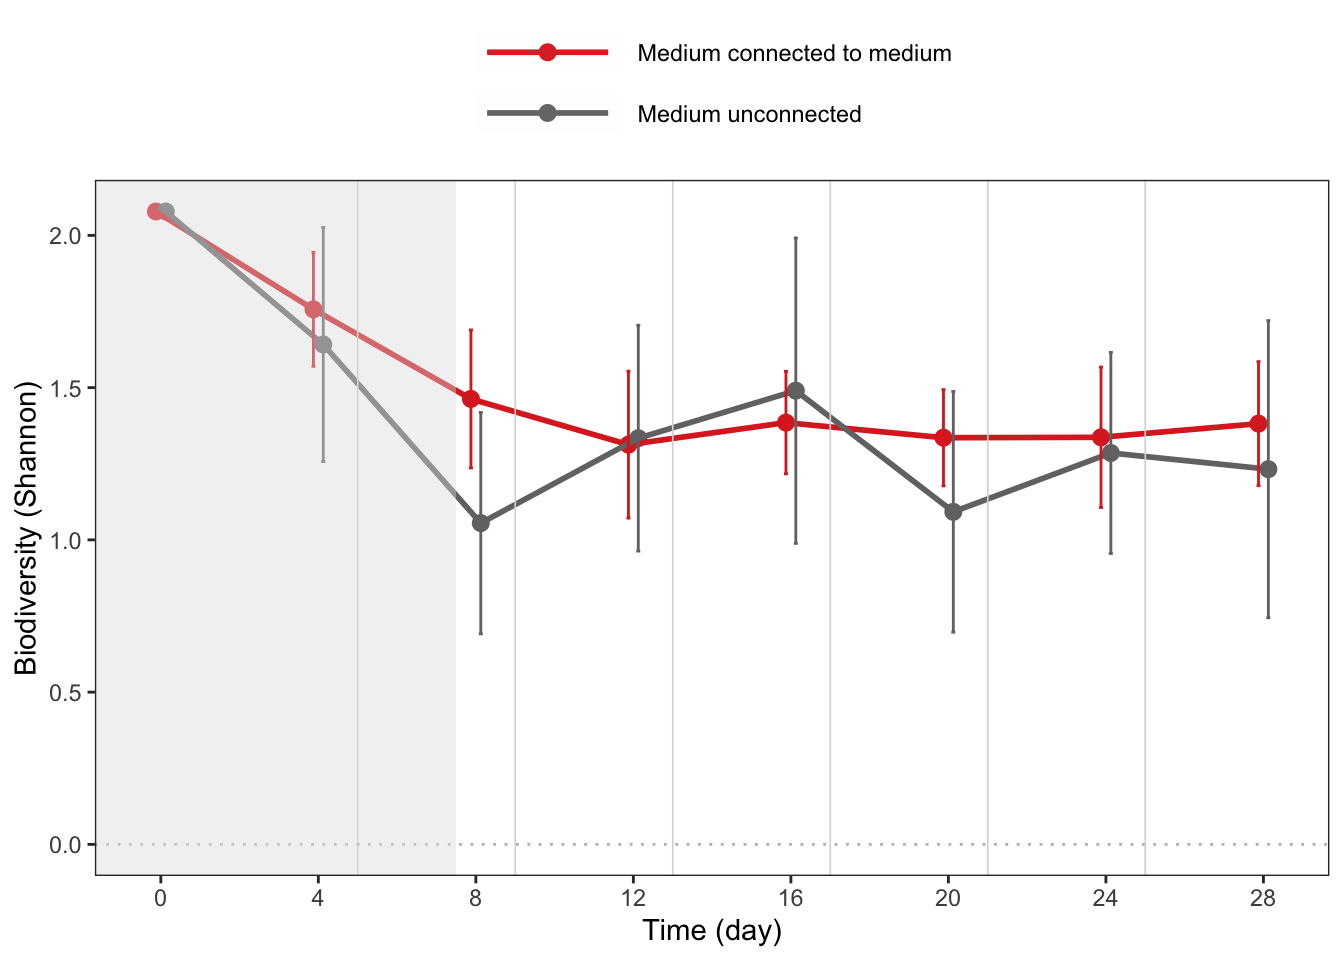 Medium connected to medium
Medium unconnected
2.0
1.5
1.0
0.5
0.0
Biodiversity (Shannon)
0 4 8 12 16 20 24 28
Time (day)